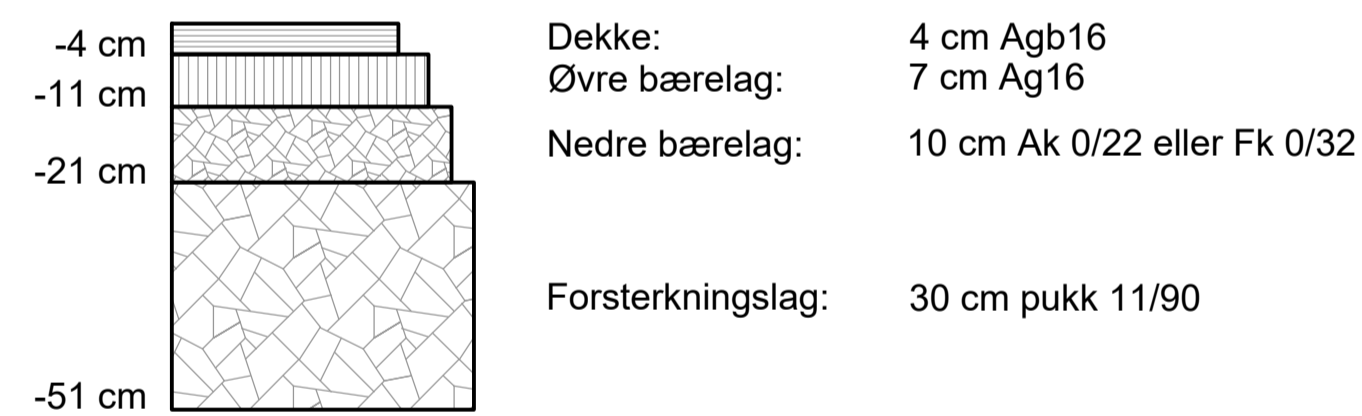 -4 cm Dekke: 4 cm Agb16
-11 cm Øvre bærelag: 7 cm Ag16
Nedre bærelag: 10 cm Ak 0/22 eller Fk 0/32
-21 cm
Forsterkningslag: 30 cm pukk 11/90
-51 cm